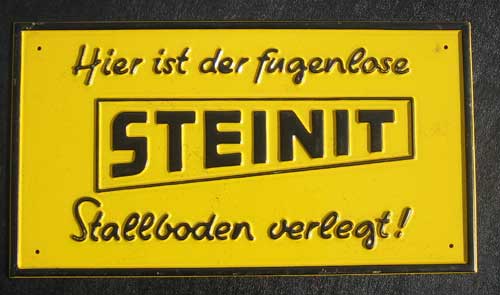 Hier ist der fugenlose
STEINIT
Stallboden verlegt!